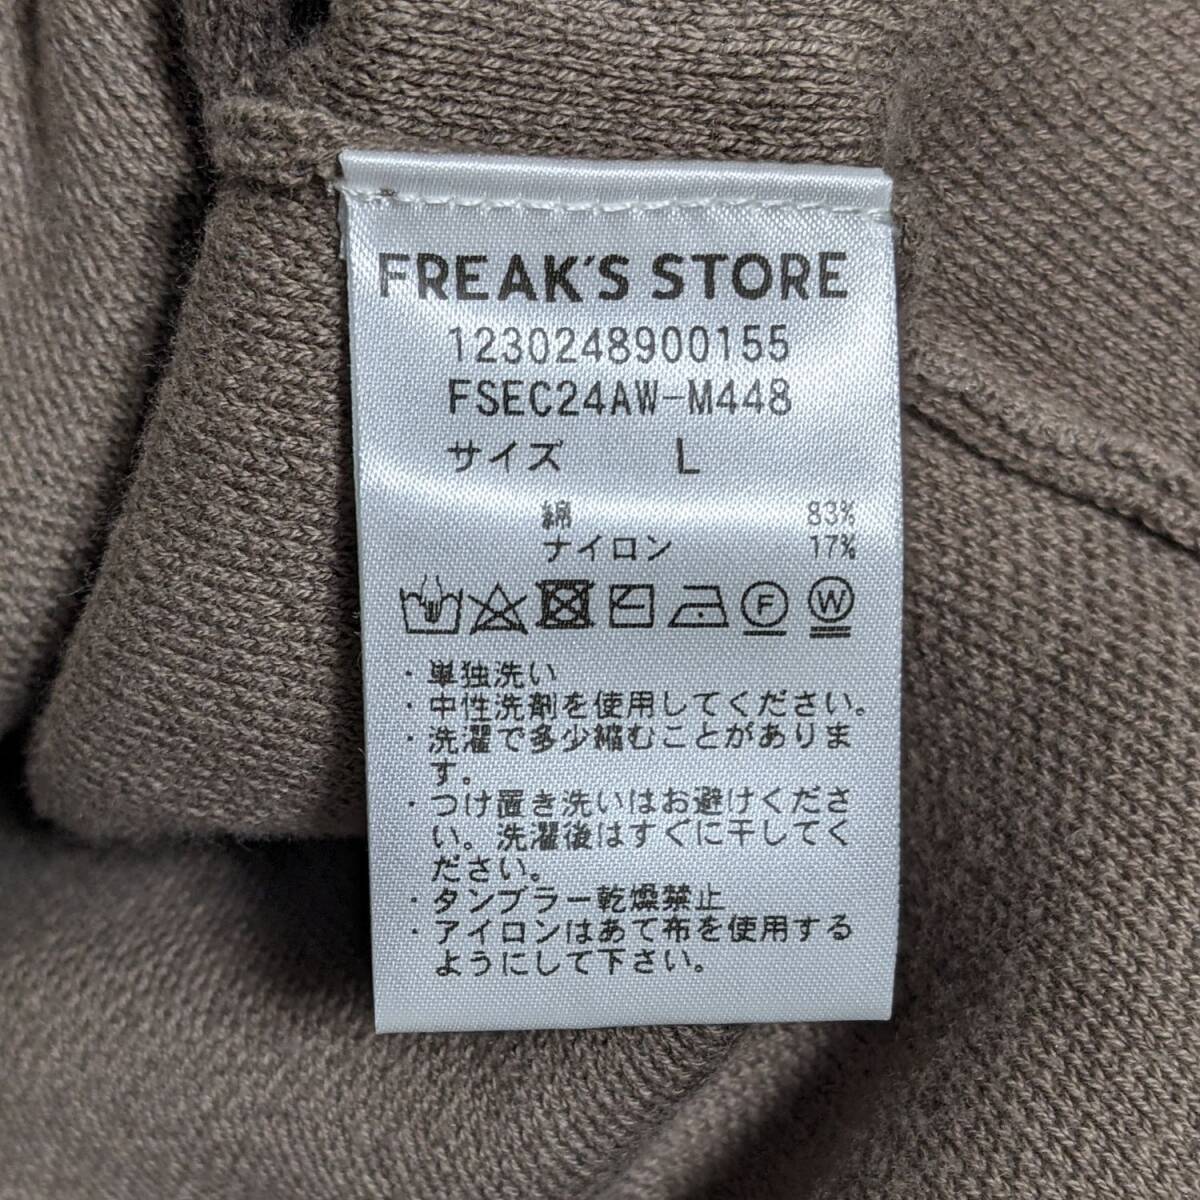 FREAK'S STORE
1230248900155
FSEC24AW-M448
サイズ L
綿 83%
ナイロン 17%
F W
・単独洗い
・中性洗剤を使用してください。
・洗濯で多少縮むことがありま
す。
・つけ置き洗いはお避けくださ
い。洗濯後はすぐに干してく
ださい。
・タンブラー乾燥禁止
・アイロンはあて布を使用する
ようにして下さい。